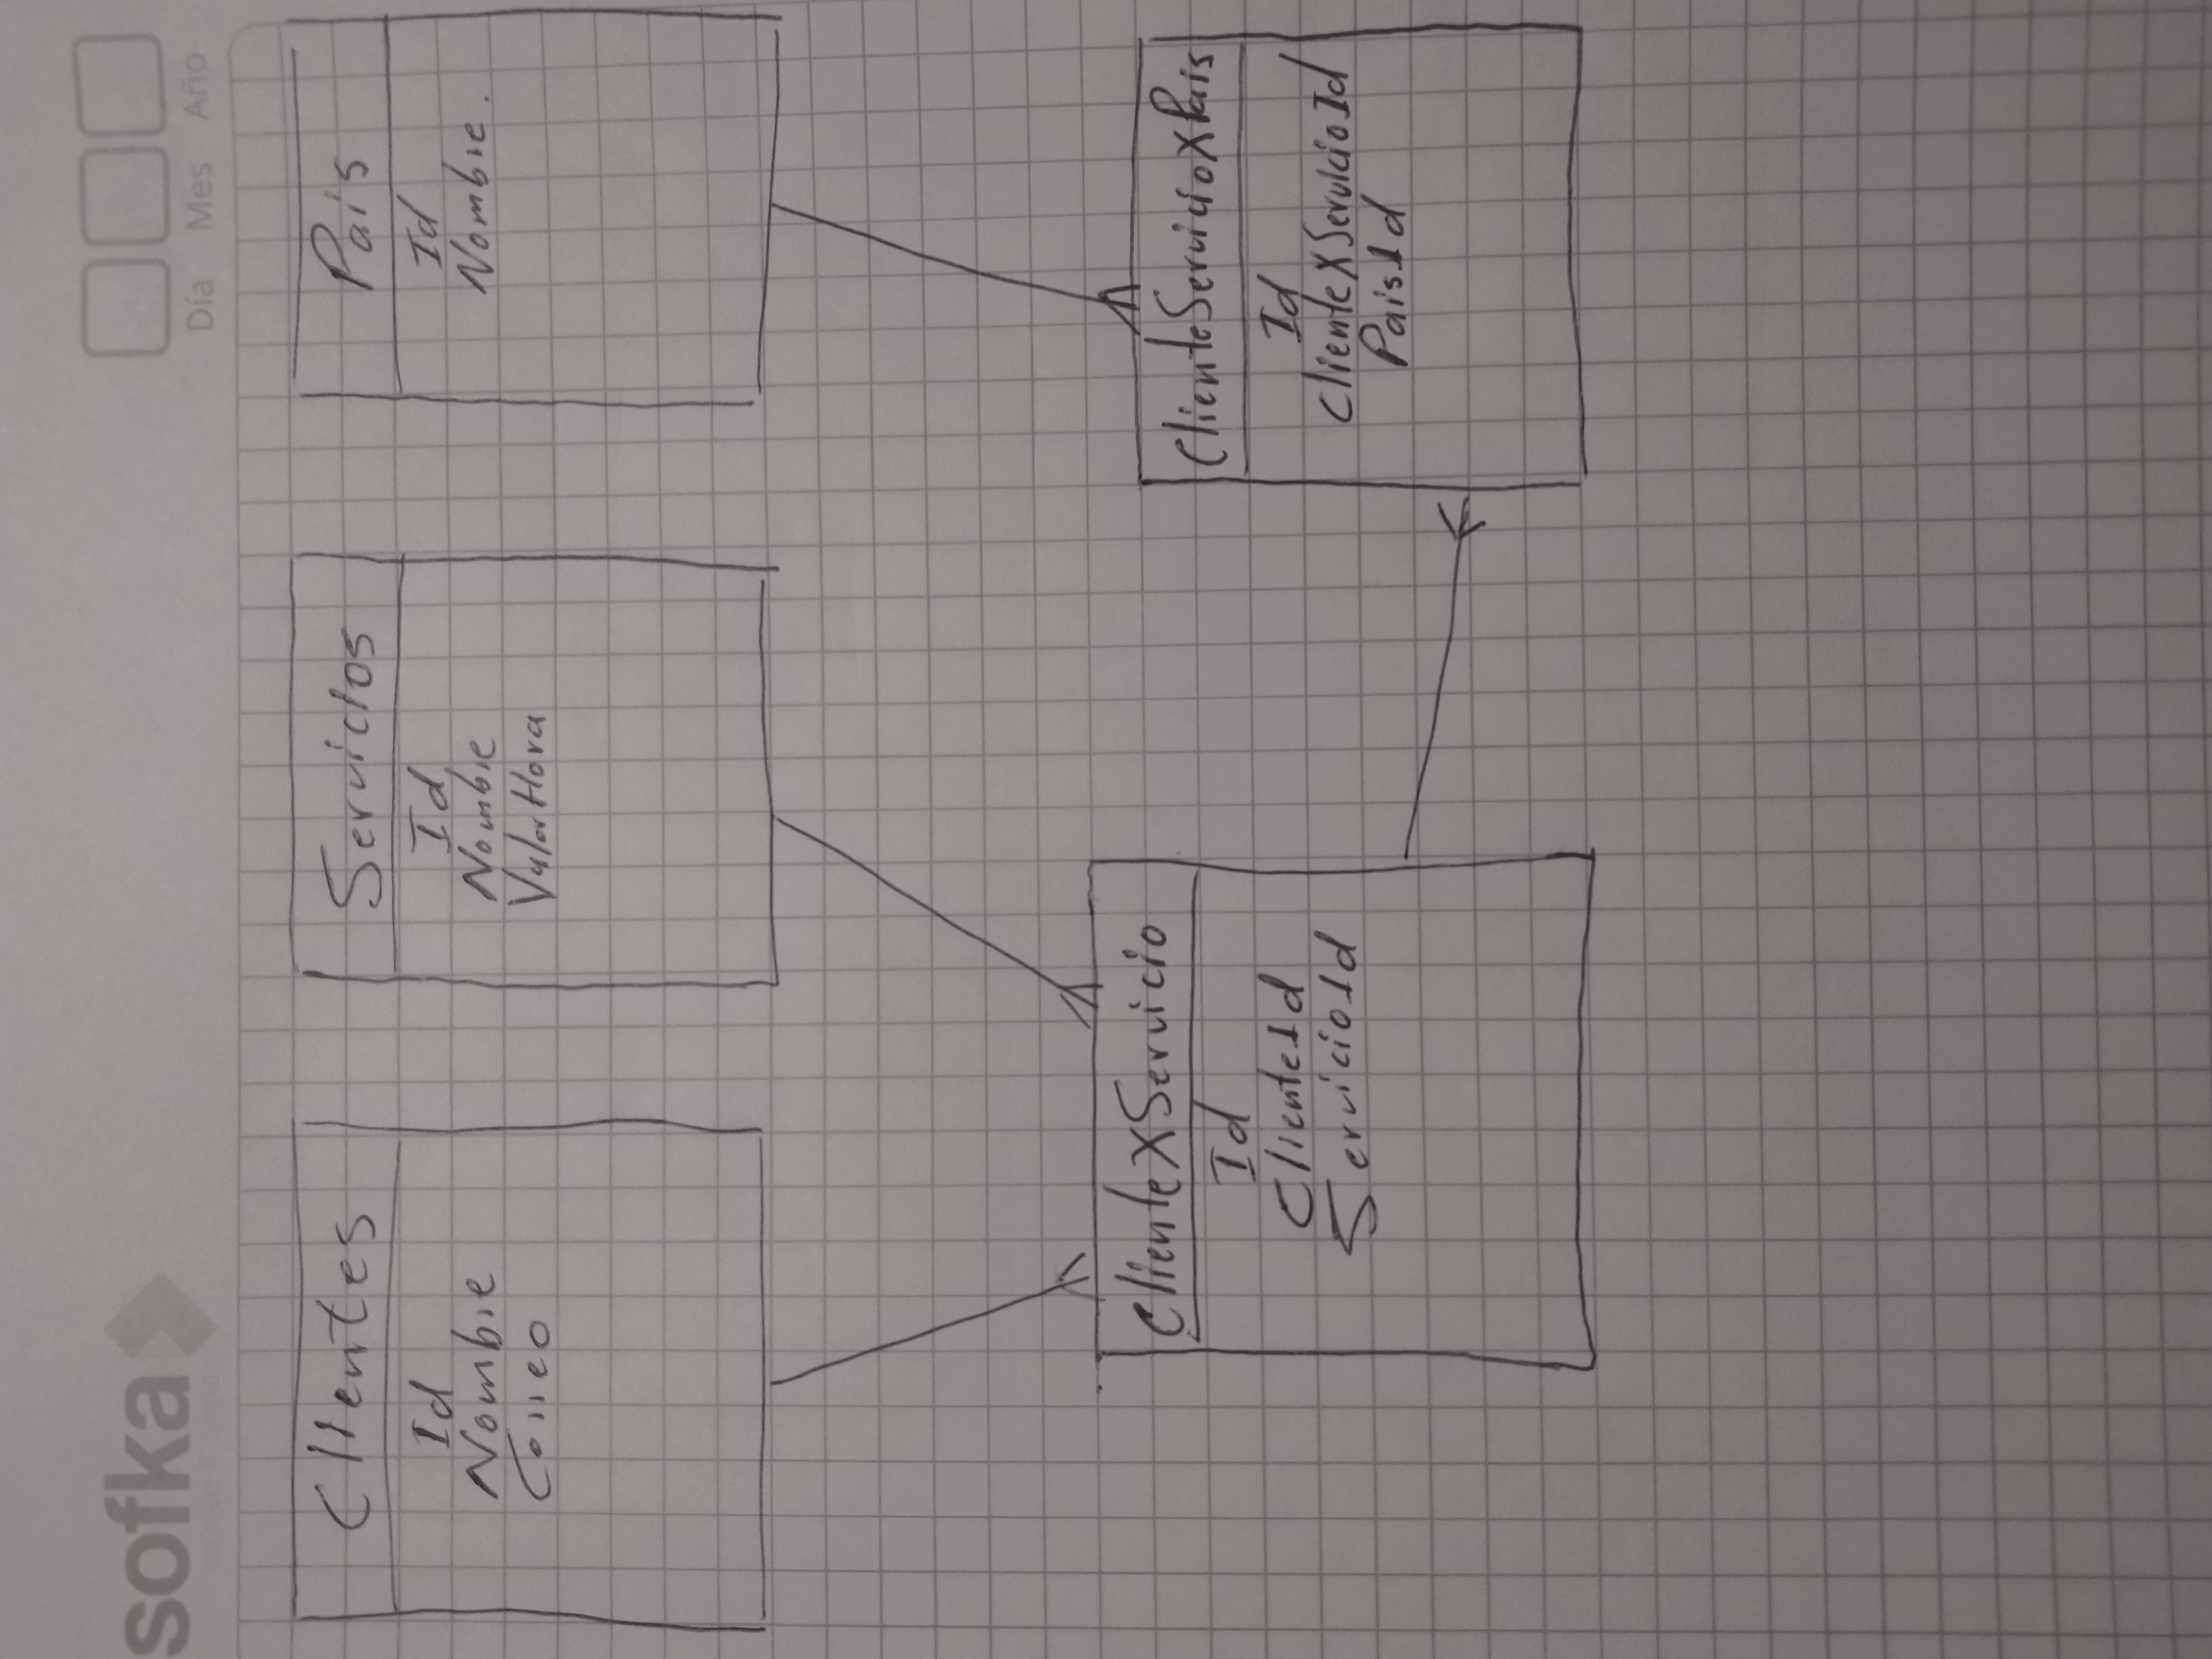 sofka
Día Mes Año
Clientes
Id
Nombre
Correo
Servicios
Id
Nombre
ValorHora
Pais
Id
Nombre.
ClienteXServicio
Id
ClienteId
ServicioId
ClienteServicioXPais
Id
ClienteXServicioId
PaisId